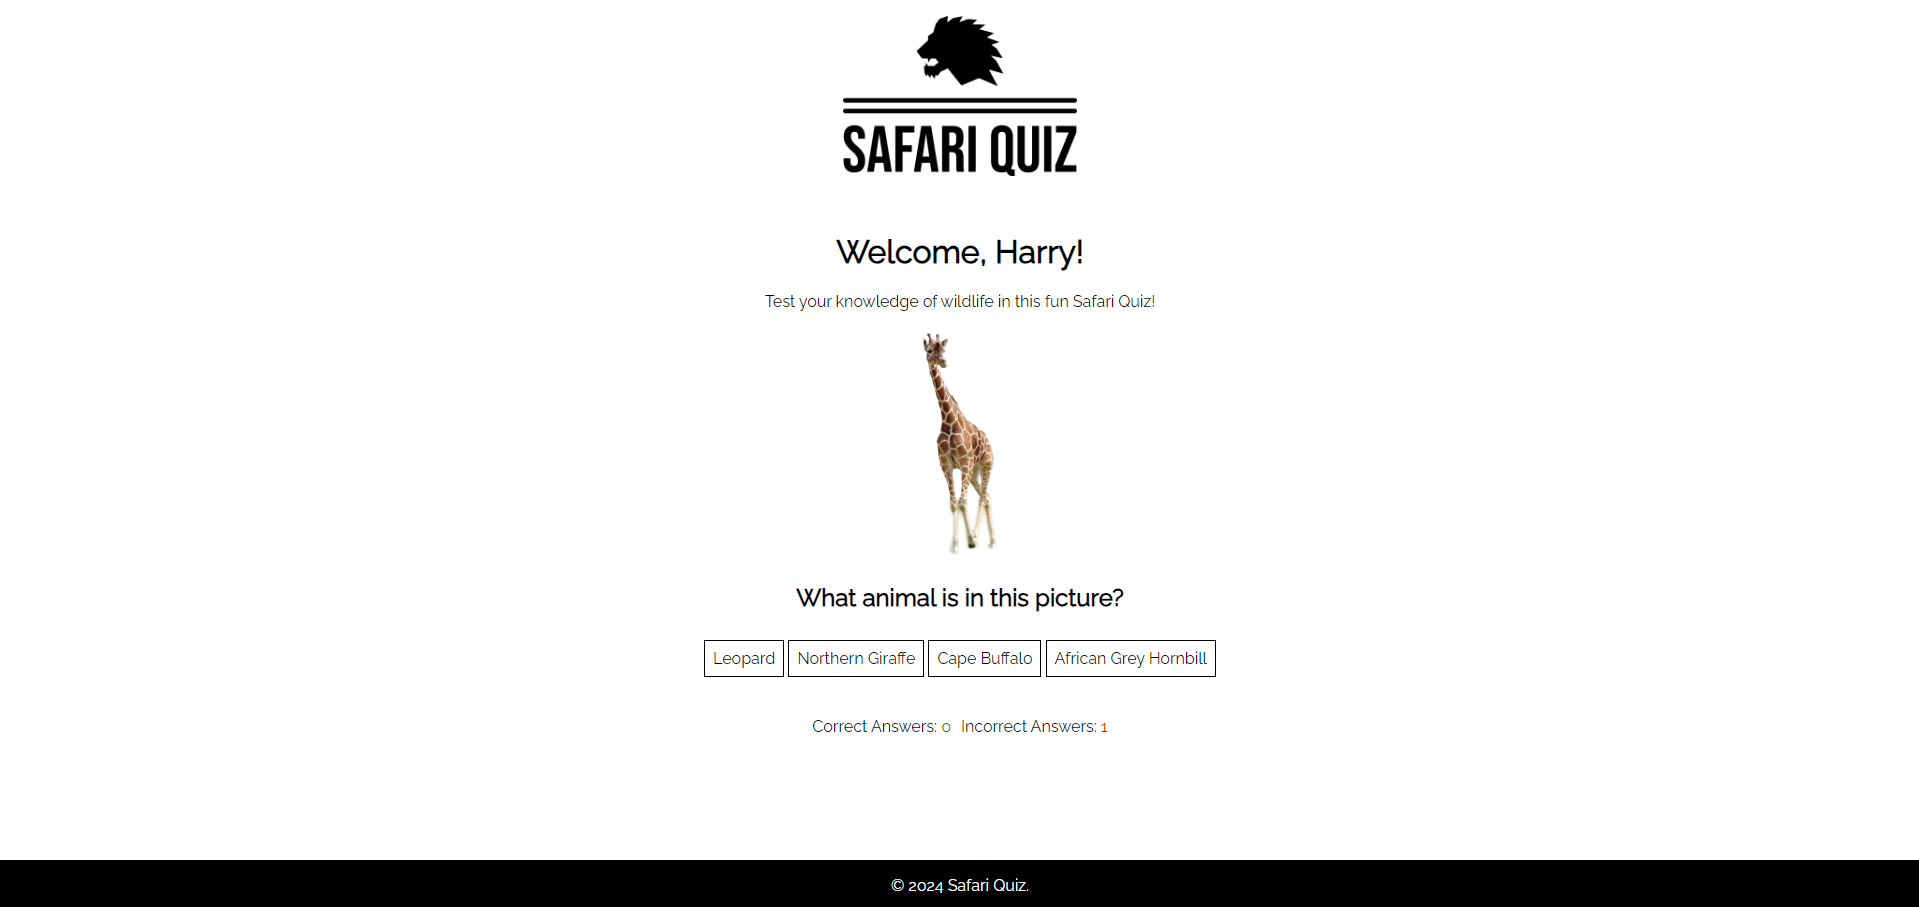 SAFARI QUIZ
Welcome, Harry!
Test your knowledge of wildlife in this fun Safari Quiz!
What animal is in this picture?
Leopard Northern Giraffe Cape Buffalo African Grey Hornbill
Correct Answers: 0 Incorrect Answers: 1
© 2024 Safari Quiz.